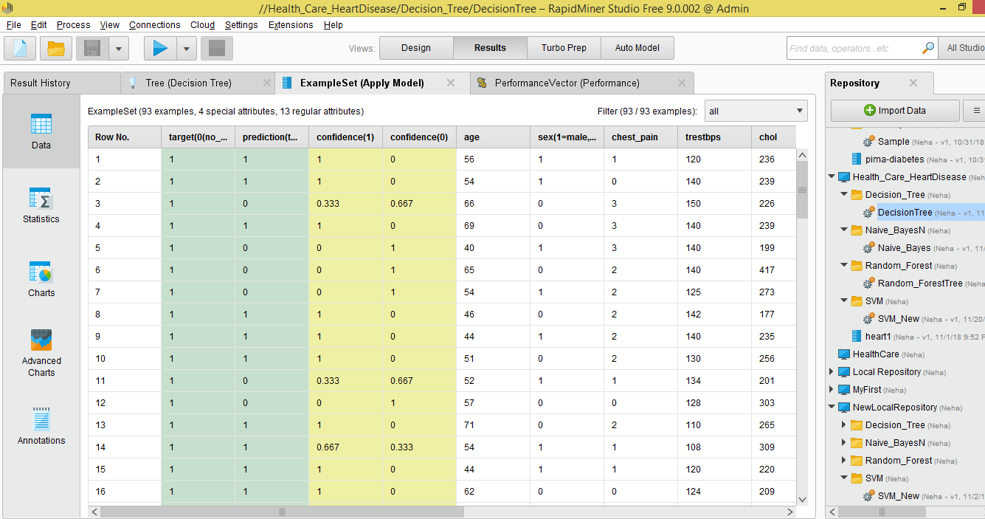 //Health_Care_HeartDisease/Decision_Tree/DecisionTree – RapidMiner Studio Free 9.0.002 @ Admin
File Edit Process View Connections Cloud Settings Extensions Help
Views: Design Results Turbo Prep Auto Model Find data, operators...etc All Studio
Result History Tree (Decision Tree) ExampleSet (Apply Model) PerformanceVector (Performance)
ExampleSet (93 examples, 4 special attributes, 13 regular attributes) Filter (93 / 93 examples): all
Row No. target(0(no_... prediction(t... confidence(1) confidence(0) age sex(1=male,... chest_pain trestbps chol
1 1 1 1 0 56 1 1 120 236
2 1 1 1 0 54 1 0 140 239
3 1 0 0.333 0.667 66 0 3 150 226
4 1 1 1 0 69 0 3 140 239
5 1 0 0 1 40 1 3 140 199
6 1 0 0 1 65 0 2 140 417
7 1 0 0 1 54 1 2 125 273
8 1 1 1 0 46 0 2 142 177
9 1 1 1 0 44 1 2 140 235
10 1 1 1 0 51 0 2 130 256
11 1 0 0.333 0.667 52 1 1 134 201
12 1 0 0 1 57 0 0 128 303
13 1 1 1 0 71 0 2 110 265
14 1 1 0.667 0.333 54 1 1 108 309
15 1 1 1 0 44 1 1 120 220
16 1 1 1 0 62 0 0 124 209
Data
Statistics
Charts
Advanced
Charts
Annotations
Repository
Import Data
Sample (Neha – v1, 10/31/18
pima-diabetes (Neha – v1, 10/3
Health_Care_HeartDisease (Neh
Decision_Tree (Neha)
DecisionTree (Neha – v1, 11
Naive_BayesN (Neha)
Naive_Bayes (Neha – v1, 11/
Random_Forest (Neha)
Random_ForestTree (Neha
SVM (Neha)
SVM_New (Neha – v1, 11/20/
heart1 (Neha – v1, 11/1/18 9:52 P
HealthCare (Neha)
Local Repository (Neha)
MyFirst (Neha)
NewLocalRepository (Neha)
Decision_Tree (Neha)
Naive_BayesN (Neha)
Random_Forest (Neha)
SVM (Neha)
SVM_New (Neha – v1, 11/2/1